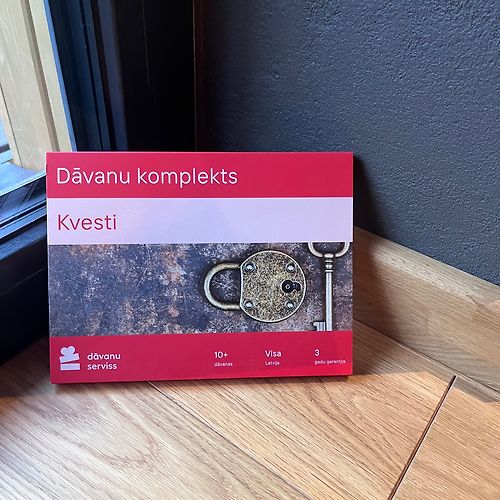 Dāvanu komplekts
Kvesti
dāvanu
serviss
10+
dāvanas
Visa
Latvija
3
gadu garantija